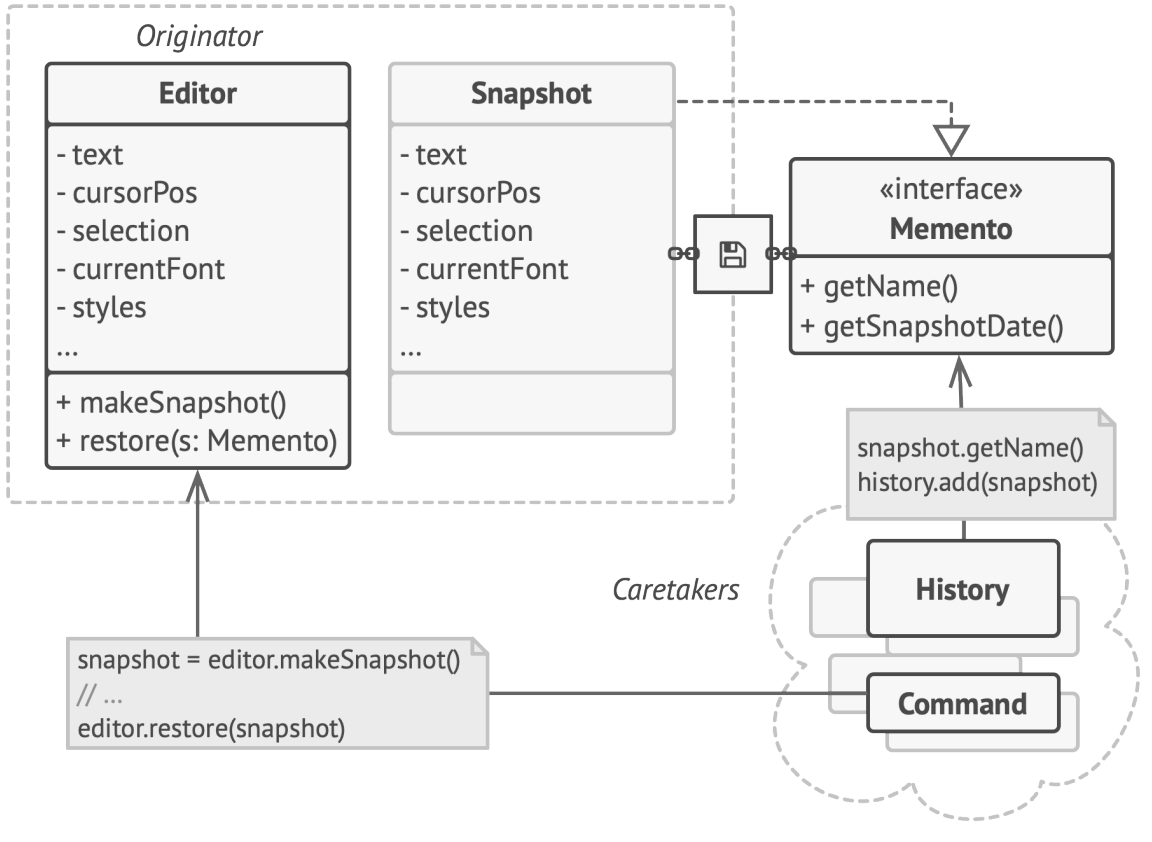 Originator
Editor
- text
- cursorPos
- selection
- currentFont
- styles
...
+ makeSnapshot()
+ restore(s: Memento)
Snapshot
- text
- cursorPos
- selection
- currentFont
- styles
...
«interface»
Memento
+ getName()
+ getSnapshotDate()
snapshot.getName()
history.add(snapshot)
Caretakers
History
Command
snapshot = editor.makeSnapshot()
// ...
editor.restore(snapshot)